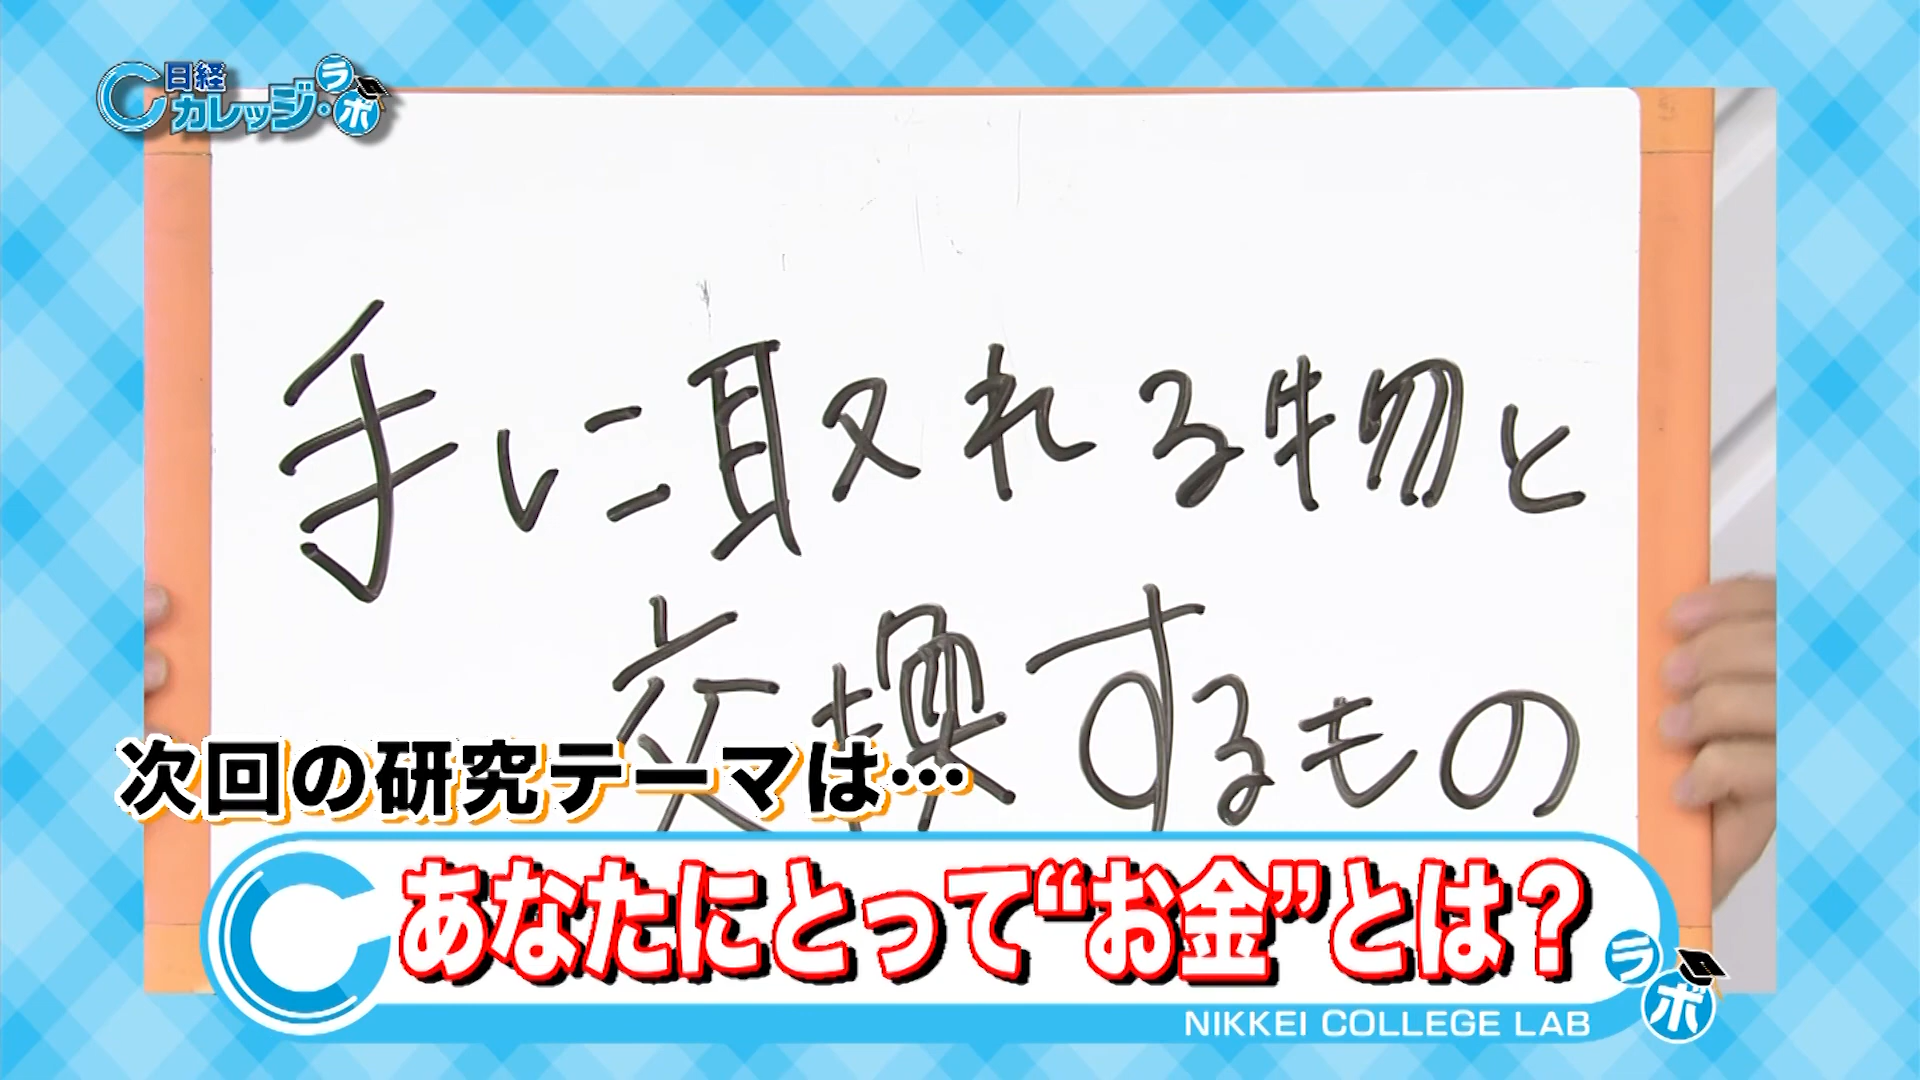 日経
カレッジ・ラボ
手に取れる物と
交換するもの
次回の研究テーマは…
あなたにとって“お金”とは？
ラボ
NIKKEI COLLEGE LAB